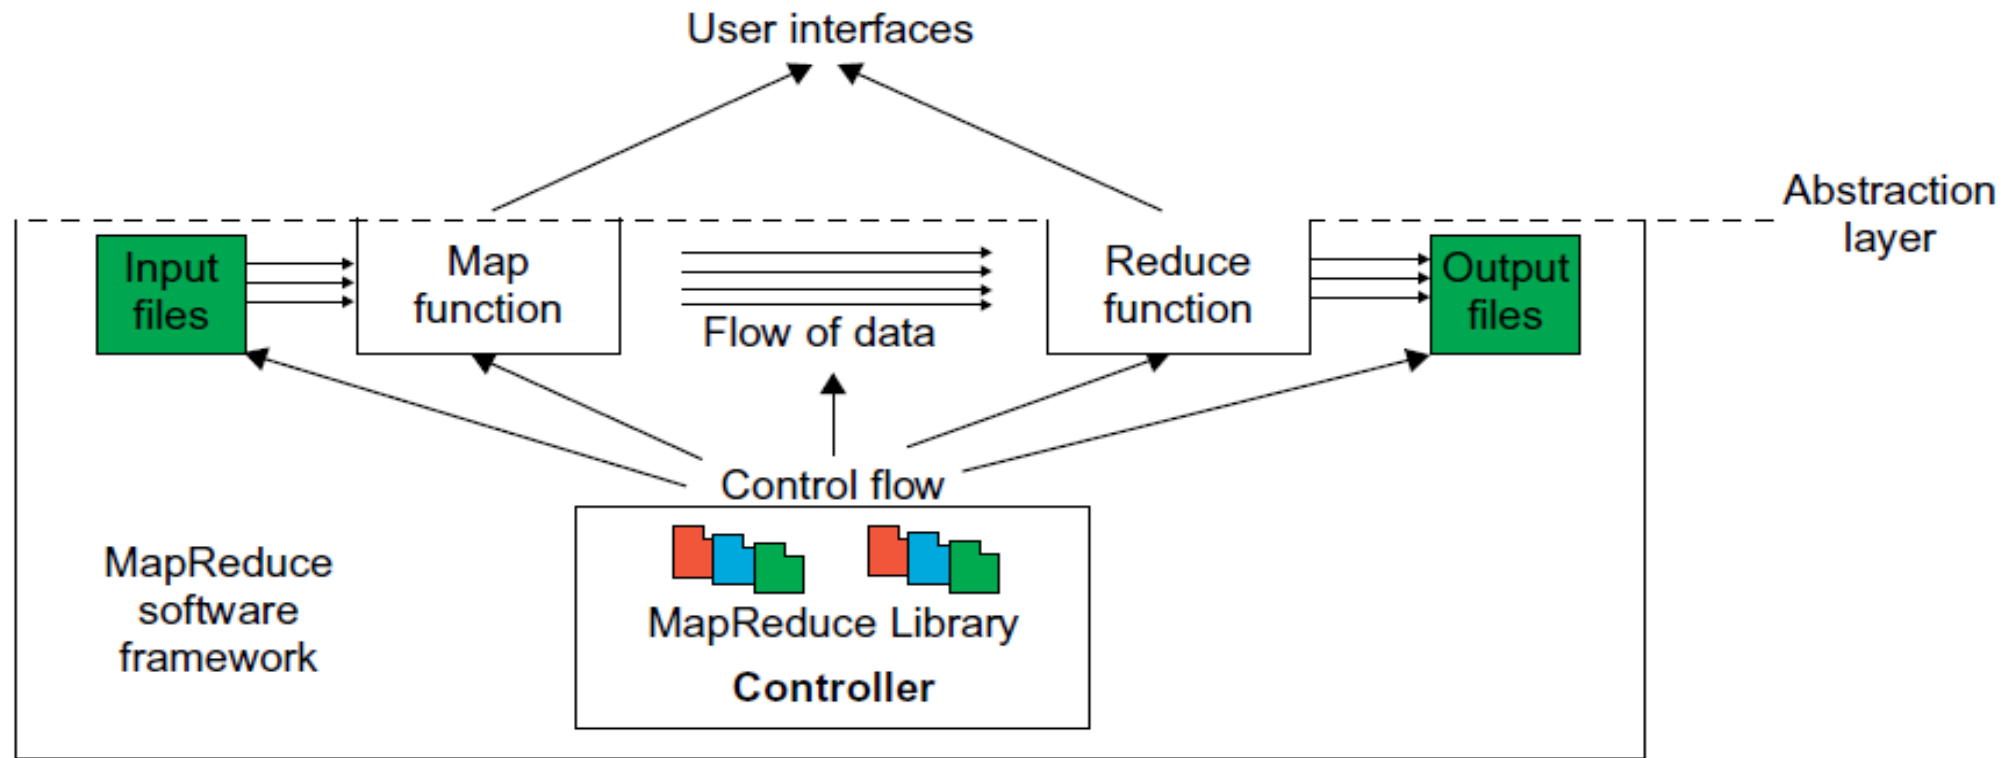 User interfaces
Abstraction
layer
Input
files
Map
function
Flow of data
Reduce
function
Output
files
Control flow
MapReduce
software
framework
MapReduce Library
Controller